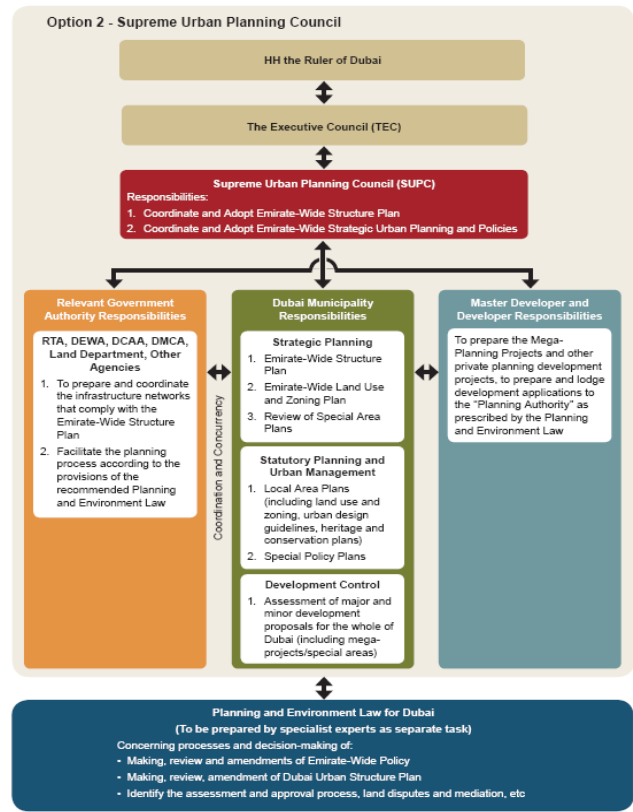 Option 2 - Supreme Urban Planning Council
HH the Ruler of Dubai
The Executive Council (TEC)
Supreme Urban Planning Council (SUPC)
Responsibilities:
1. Coordinate and Adopt Emirate-Wide Structure Plan
2. Coordinate and Adopt Emirate-Wide Strategic Urban Planning and Policies
Relevant Government
Authority Responsibilities
RTA, DEWA, DCAA, DMCA,
Land Department, Other
Agencies
1. To prepare and coordinate
the infrastructure networks
that comply with the
Emirate-Wide Structure
Plan
2. Facilitate the planning
process according to the
provisions of the
recommended Planning
and Environment Law
Coordination and Concurrency
Dubai Municipality
Responsibilities
Strategic Planning
1. Emirate-Wide Structure
Plan
2. Emirate-Wide Land Use
and Zoning Plan
3. Review of Special Area
Plans
Statutory Planning and
Urban Management
1. Local Area Plans
(including land use and
zoning, urban design
guidelines, heritage and
conservation plans)
2. Special Policy Plans
Development Control
1. Assessment of major and
minor development
proposals for the whole of
Dubai (including mega-
projects/special areas)
Master Developer and
Developer Responsibilities
To prepare the Mega-
Planning Projects and other
private planning development
projects, to prepare and lodge
development applications to
the “Planning Authority” as
prescribed by the Planning
and Environment Law
Planning and Environment Law for Dubai
(To be prepared by specialist experts as separate task)
Concerning processes and decision-making of:
- Making, review and amendments of Emirate-Wide Policy
- Making, review, amendment of Dubai Urban Structure Plan
- Identify the assessment and approval process, land disputes and mediation, etc